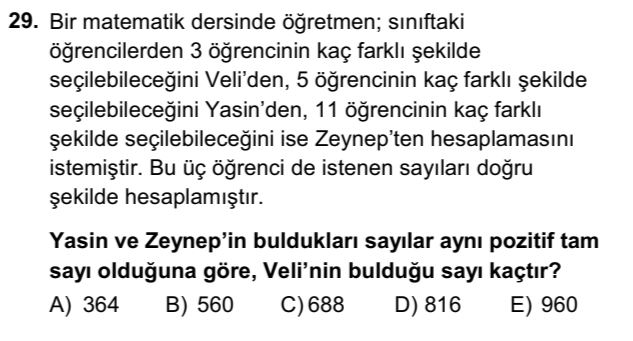 29. Bir matematik dersinde öğretmen; sınıftaki
öğrencilerden 3 öğrencinin kaç farklı şekilde
seçilebileceğini Veli'den, 5 öğrencinin kaç farklı şekilde
seçilebileceğini Yasin'den, 11 öğrencinin kaç farklı
şekilde seçilebileceğini ise Zeynep'ten hesaplamasını
istemiştir. Bu üç öğrenci de istenen sayıları doğru
şekilde hesaplamıştır.
Yasin ve Zeynep'in buldukları sayılar aynı pozitif tam
sayı olduğuna göre, Veli'nin bulduğu sayı kaçtır?
A) 364 B) 560 C) 688 D) 816 E) 960